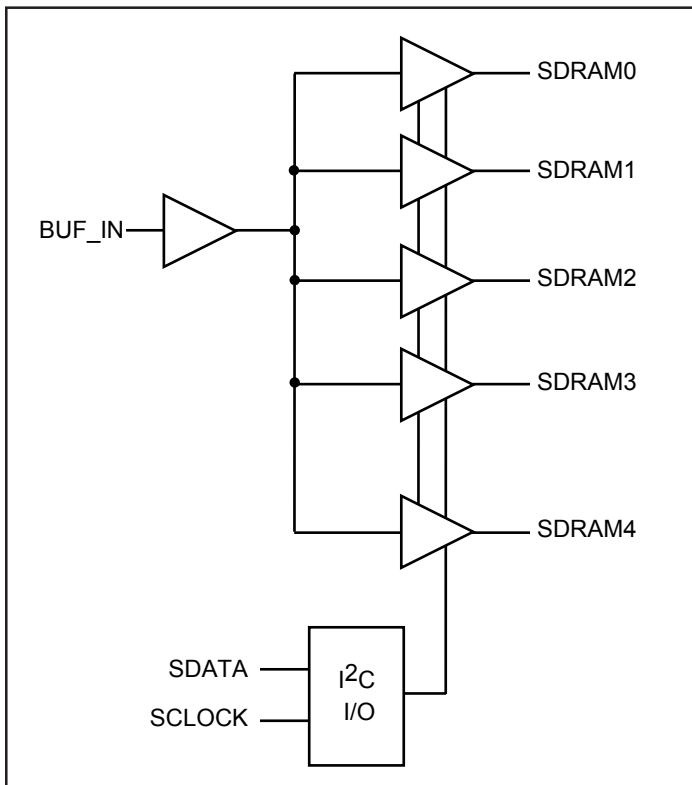 SDRAM0
SDRAM1
BUF_IN
SDRAM2
SDRAM3
SDRAM4
SDATA
SCLOCK
I²C
I/O